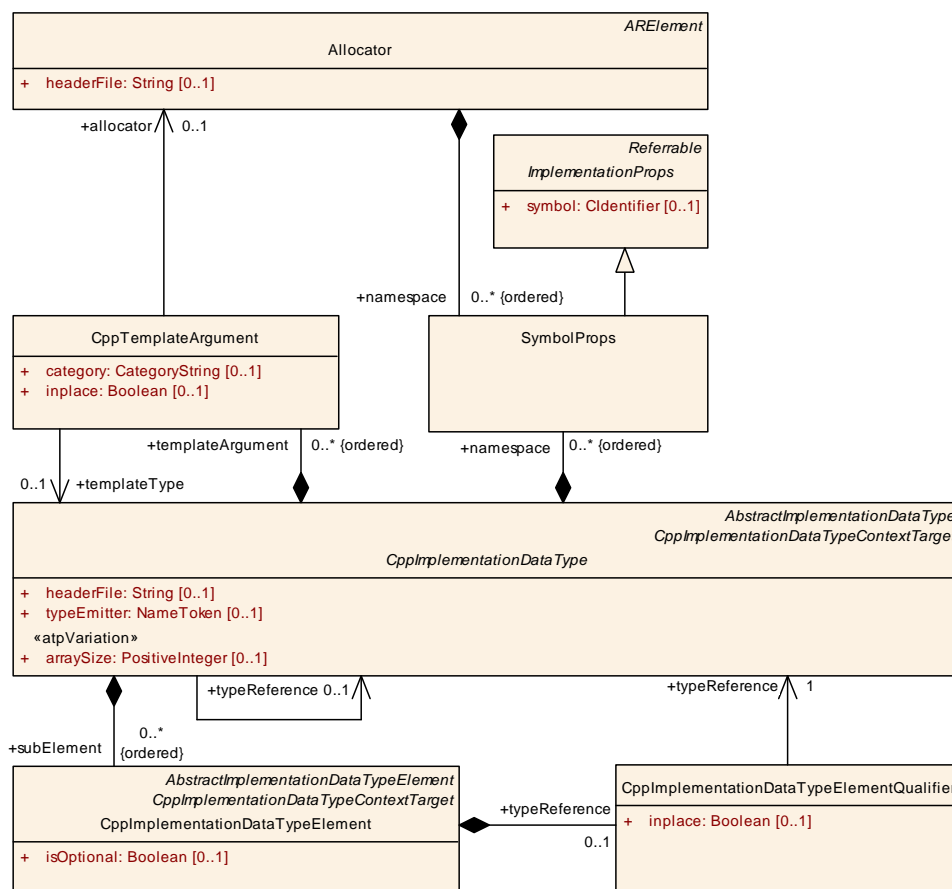 ARElement
Allocator
+ headerFile: String [0..1]
+allocator 0..1
Referrable
ImplementationProps
+ symbol: CIdentifier [0..1]
+namespace 0..* {ordered}
CppTemplateArgument
+ category: CategoryString [0..1]
+ inplace: Boolean [0..1]
SymbolProps
+templateArgument 0..* {ordered}
+namespace 0..* {ordered}
0..1 +templateType
AbstractImplementationDataType
CppImplementationDataTypeContextTarget
CppImplementationDataType
+ headerFile: String [0..1]
+ typeEmitter: NameToken [0..1]
«atpVariation»
+ arraySize: PositiveInteger [0..1]
+typeReference 0..1
+typeReference 1
+subElement 0..*
{ordered}
AbstractImplementationDataTypeElement
CppImplementationDataTypeContextTarget
CppImplementationDataTypeElement
+ isOptional: Boolean [0..1]
+typeReference
0..1
CppImplementationDataTypeElementQualifier
+ inplace: Boolean [0..1]